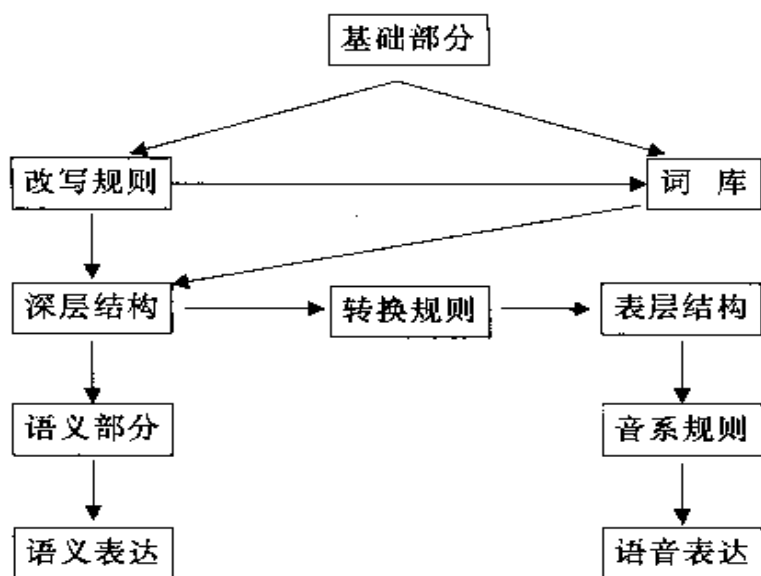 基础部分
改写规则
词 库
深层结构
转换规则
表层结构
语义部分
音系规则
语义表达
语音表达